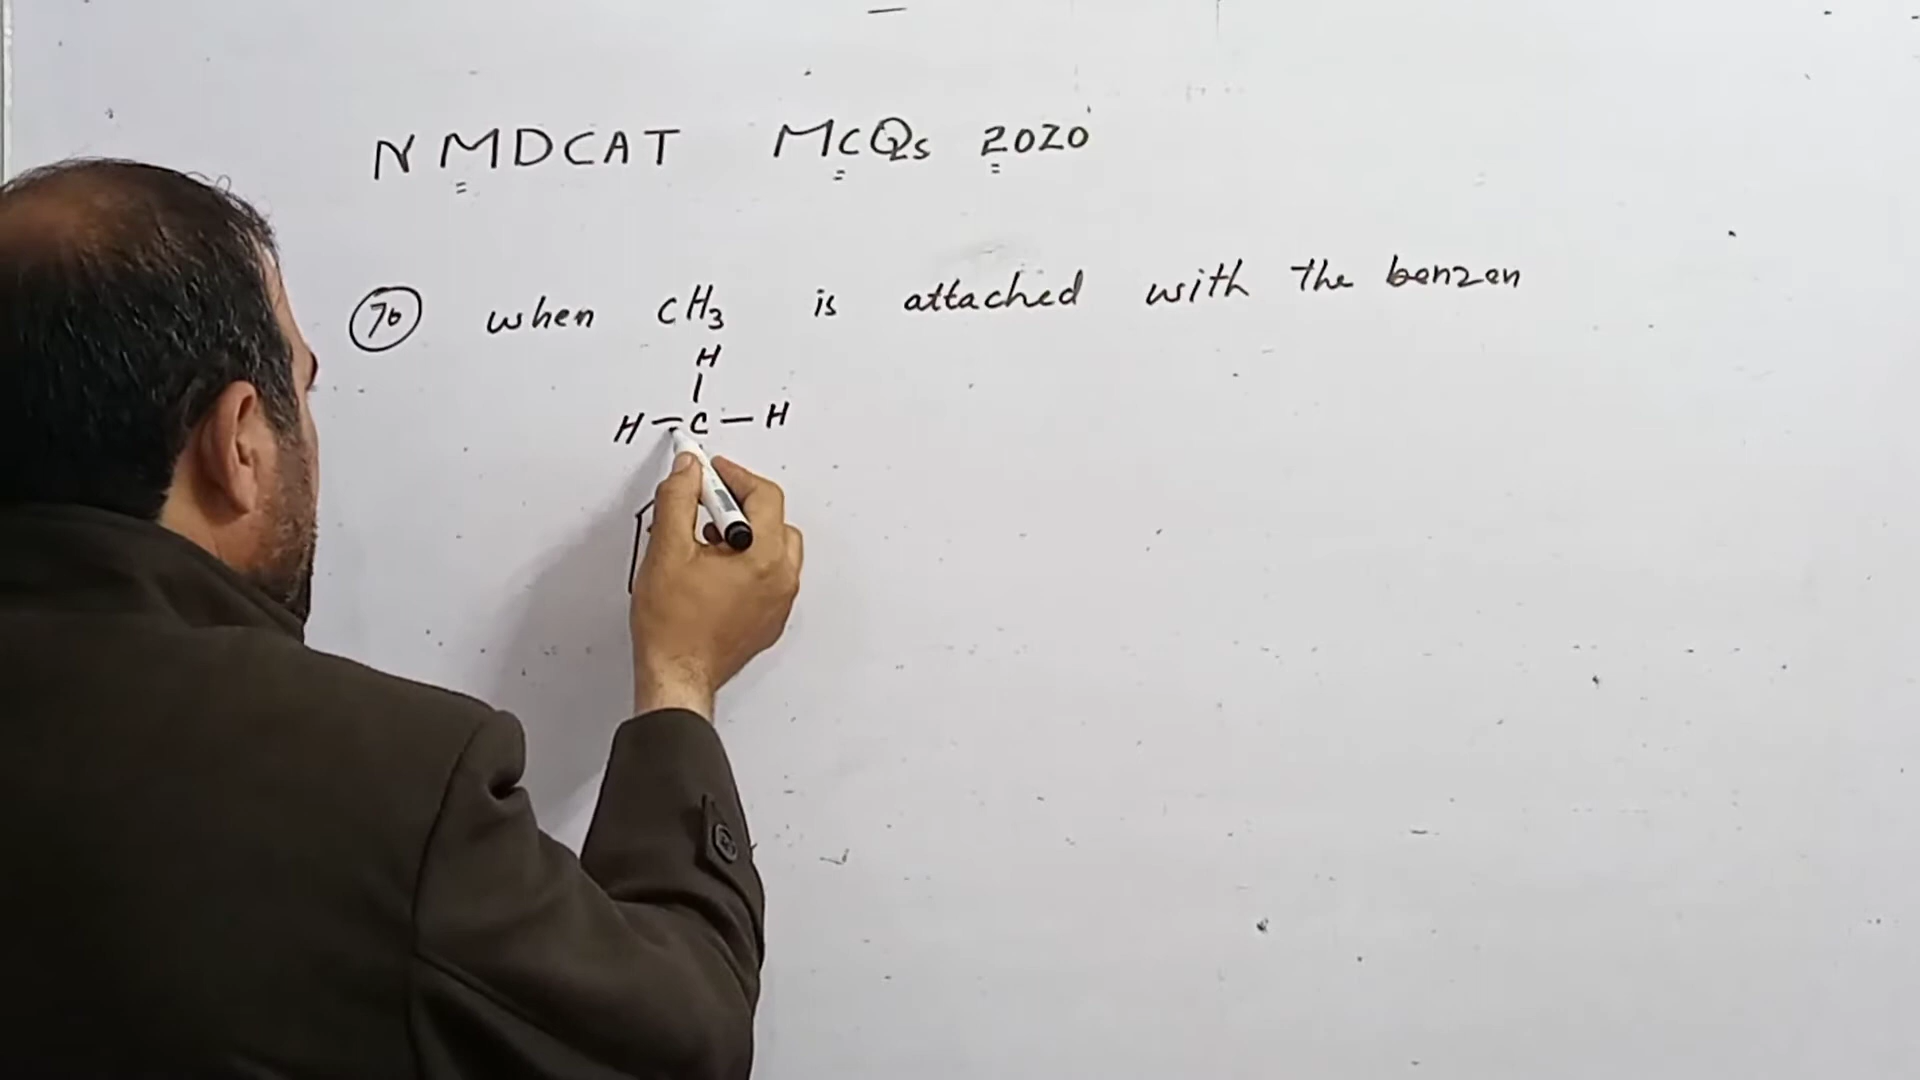 NMDCAT MCQs 2020
70 when CH3 is attached with the benzen
H
H-C-H